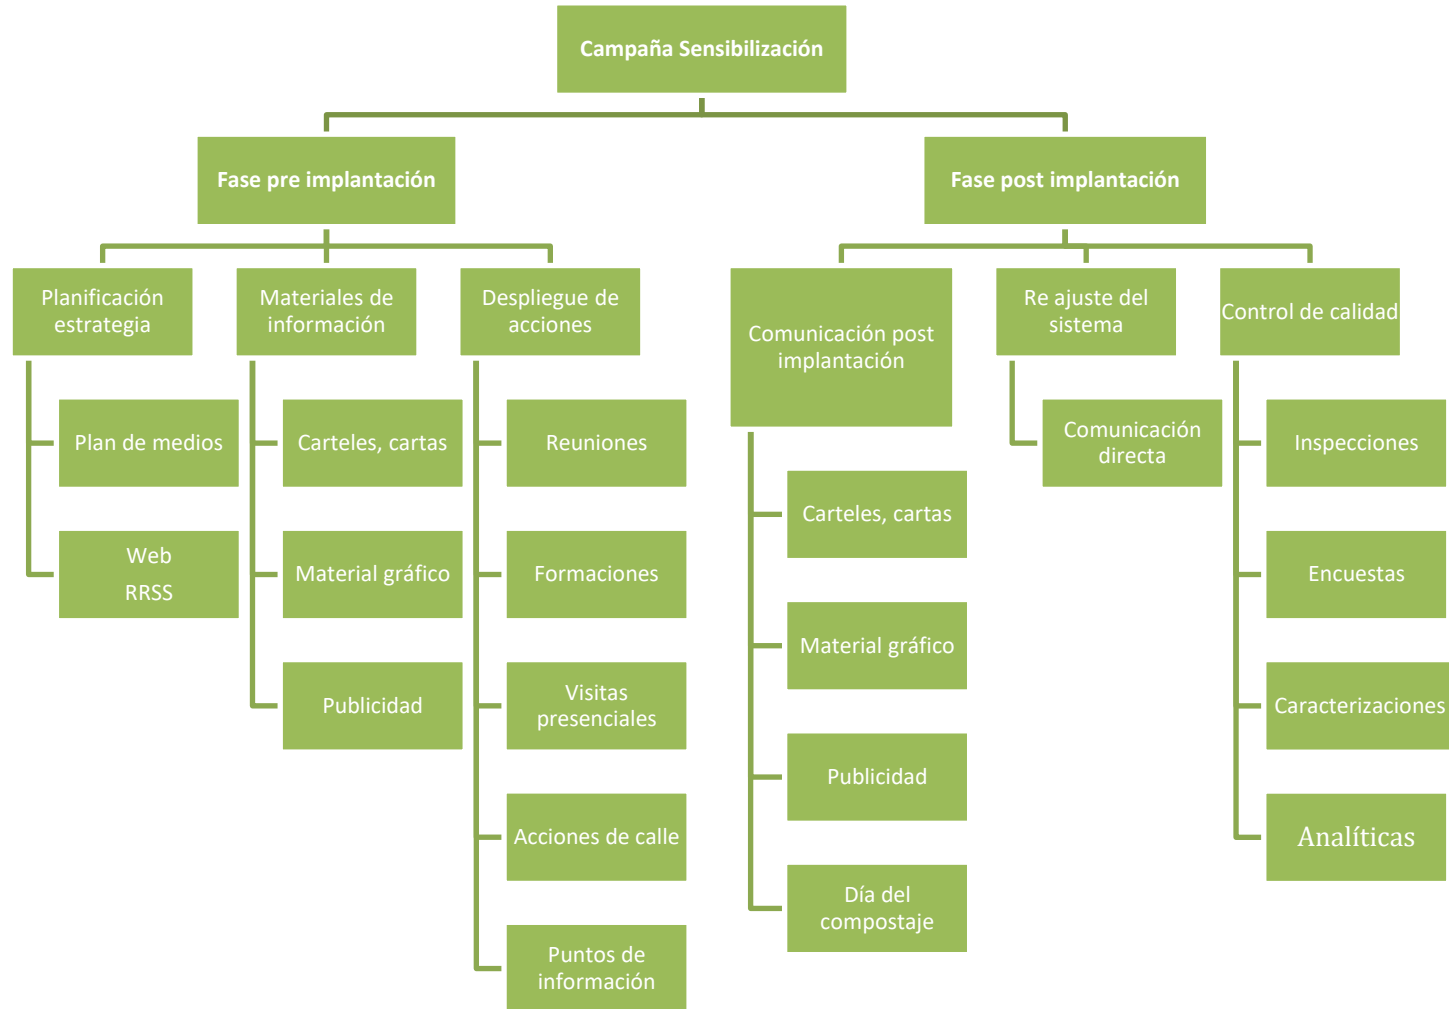 Campaña Sensibilización
Fase pre implantación
Fase post implantación
Planificación
estrategia
Materiales de
información
Despliegue de
acciones
Comunicación post
implantación
Re ajuste del
sistema
Control de calidad
Plan de medios
Web
RRSS
Carteles, cartas
Material gráfico
Publicidad
Reuniones
Formaciones
Visitas
presenciales
Acciones de calle
Puntos de
información
Carteles, cartas
Material gráfico
Publicidad
Día del
compostaje
Comunicación
directa
Inspecciones
Encuestas
Caracterizaciones
Analíticas